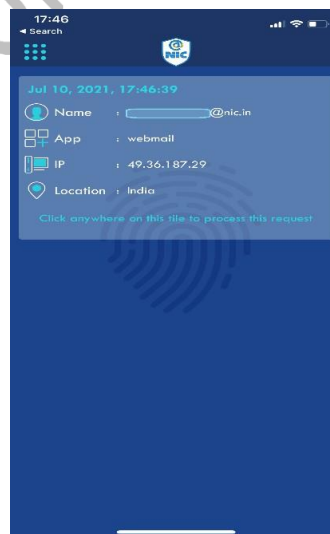 17:46
◄ Search
@
NIC
Jul 10, 2021, 17:46:39
Name : @nic.in
App : webmail
IP : 49.36.187.29
Location : India
Click anywhere on this tile to process this request